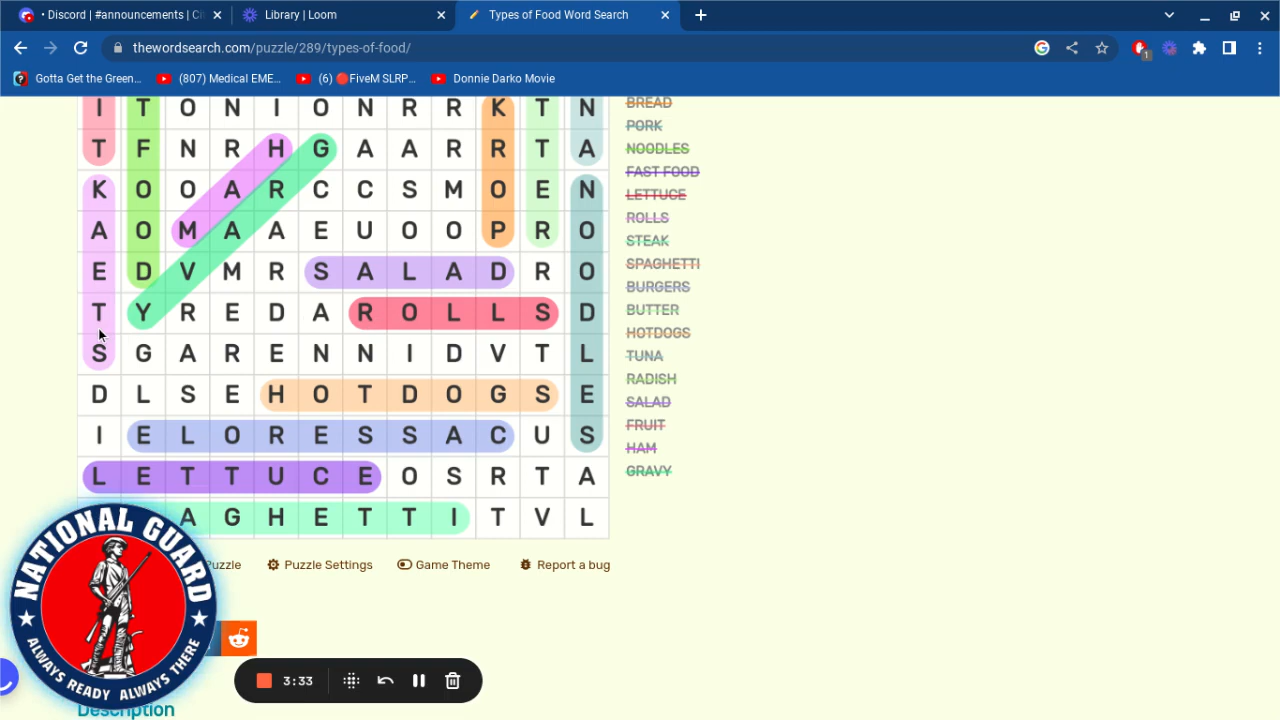 • Discord | #announcements | C
Library | Loom
Types of Food Word Search
thewordsearch.com/puzzle/289/types-of-food/
1
Gotta Get the Green...
(807) Medical EME...
(6) 🔴FiveM SLRP...
Donnie Darko Movie
I T O N I O N R R K T N
T F N R H G A A R R T A
K O O A R C C S M O E N
A O M A A E U O O P R O
E D V M R S A L A D R O
T Y R E D A R O L L S D
S G A R E N N I D V T L
D L S E H O T D O G S E
I E L O R E S S A C U S
L E T T U C E O S R T A
A G H E T T I T V L
BREAD
PORK
NOODLES
FAST FOOD
LETTUCE
ROLLS
STEAK
SPAGHETTI
BURGERS
BUTTER
HOTDOGS
TUNA
RADISH
SALAD
FRUIT
HAM
GRAVY
Puzzle
Puzzle Settings
Game Theme
Report a bug
NATIONAL GUARD
ALWAYS READY ALWAYS THERE
3:33
Description